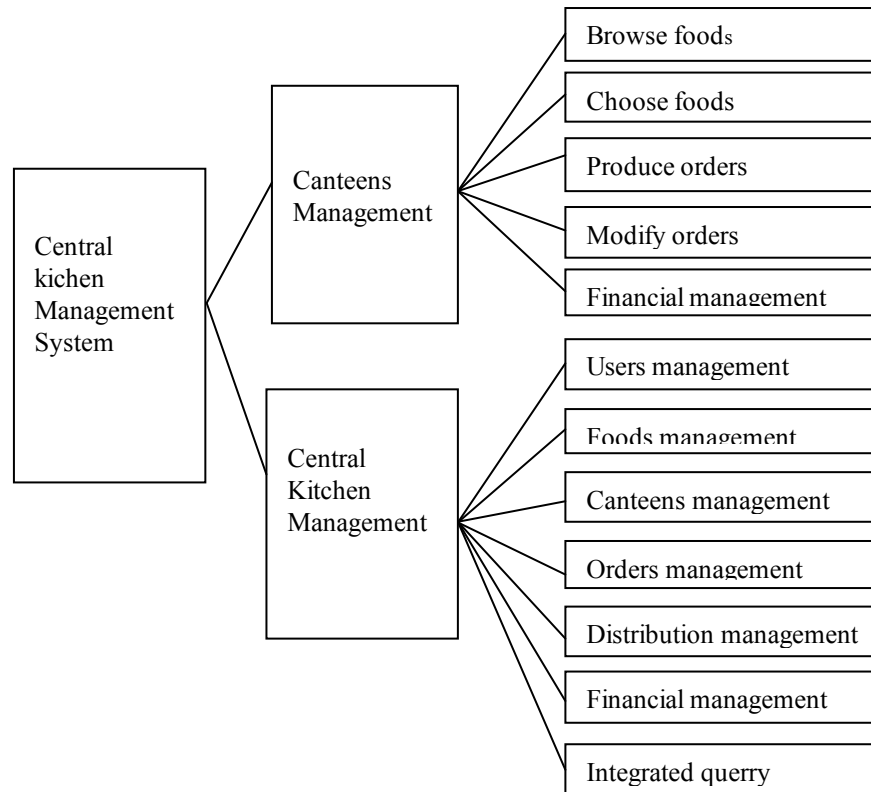 Central
kichen
Management
System
Canteens
Management
Central
Kitchen
Management
Browse foods
Choose foods
Produce orders
Modify orders
Financial management
Users management
Foods management
Canteens management
Orders management
Distribution management
Financial management
Integrated querry